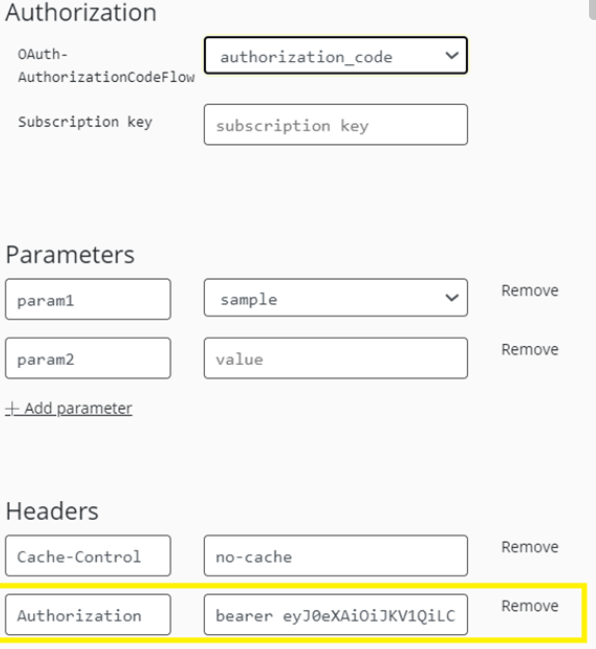 Authorization
OAuth-
AuthorizationCodeFlow
authorization_code
Subscription key
subscription key
Parameters
param1
sample
Remove
param2
value
Remove
+ Add parameter
Headers
Cache-Control
no-cache
Remove
Authorization
bearer eyJ0eXAiOiJKV1QiLC
Remove